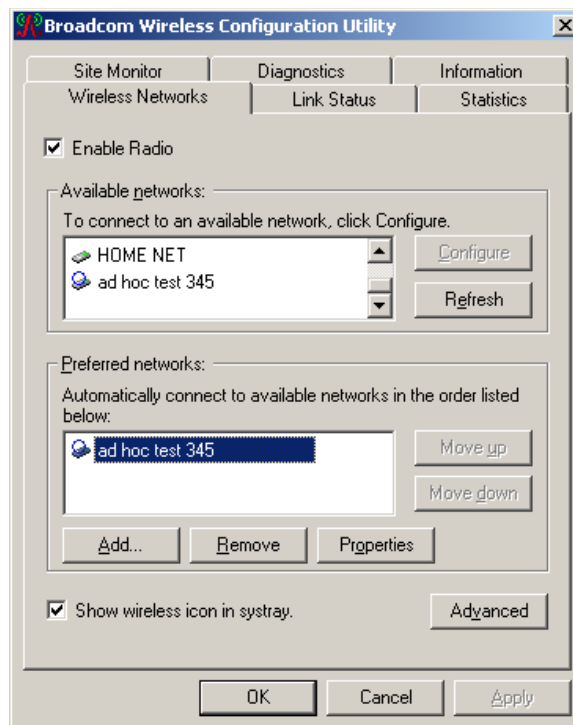 Broadcom Wireless Configuration Utility
Site Monitor
Diagnostics
Information
Wireless Networks
Link Status
Statistics
Enable Radio
Available networks:
To connect to an available network, click Configure.
HOME NET
ad hoc test 345
Configure
Refresh
Preferred networks:
Automatically connect to available networks in the order listed
below:
ad hoc test 345
Move up
Move down
Add...
Remove
Properties
Show wireless icon in systray.
Advanced
OK
Cancel
Apply